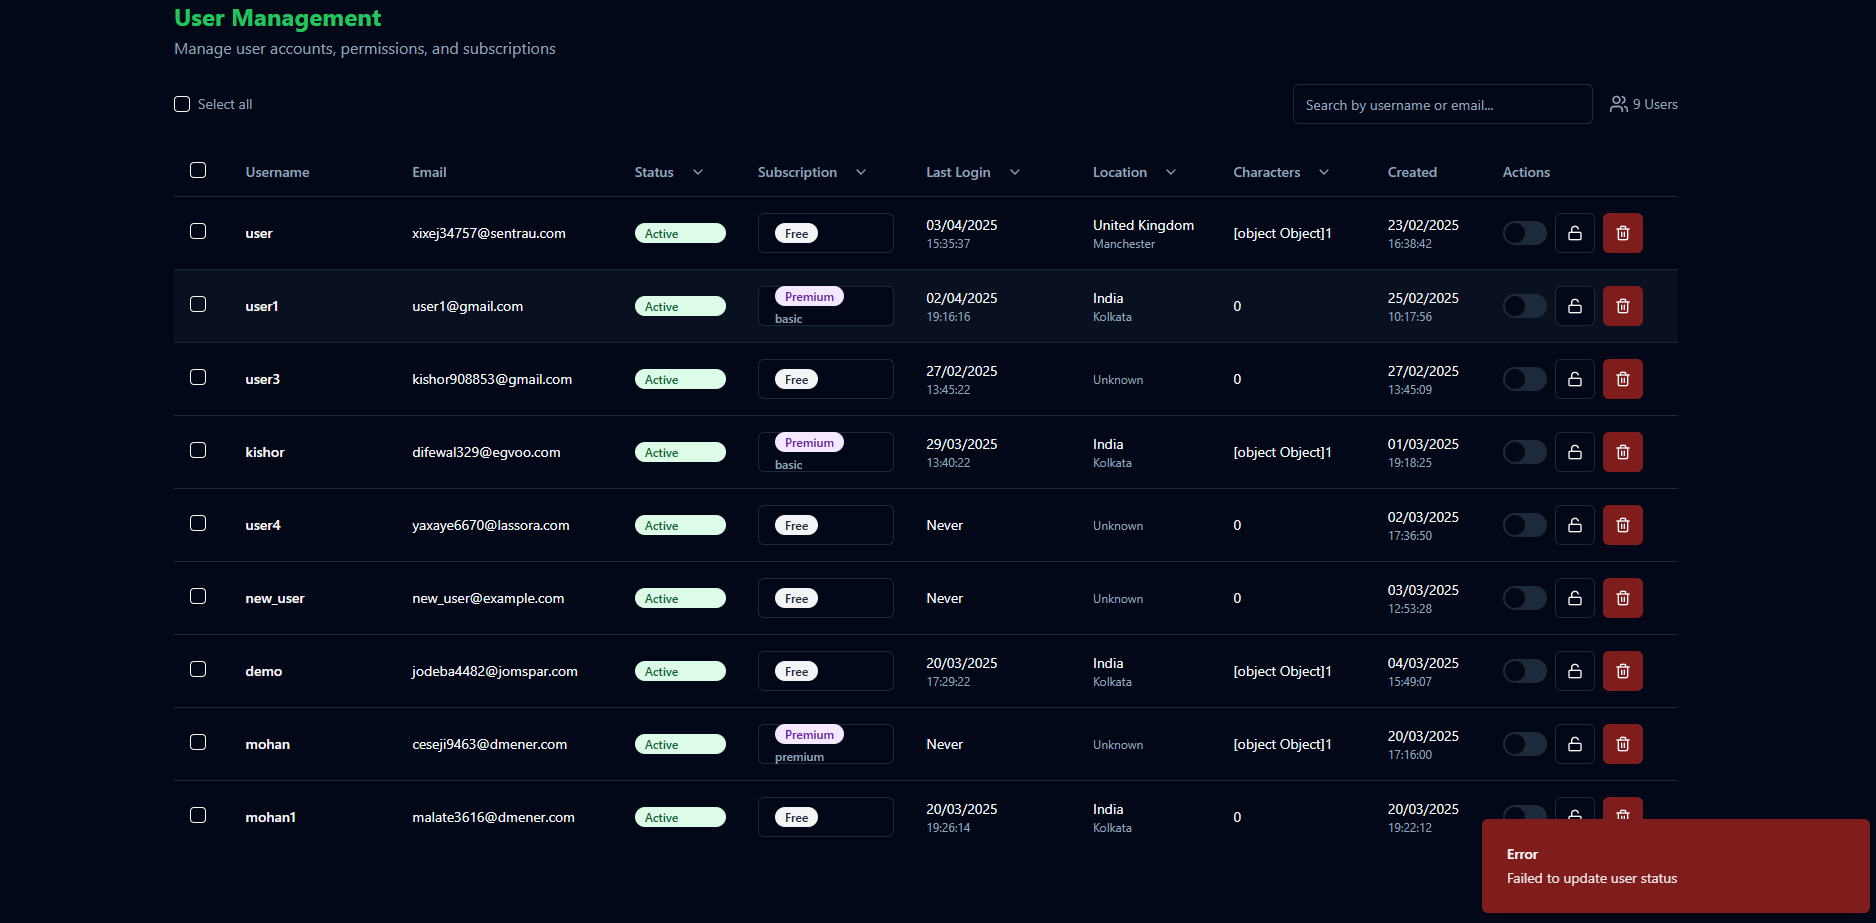 User Management
Manage user accounts, permissions, and subscriptions
Select all
Search by username or email...
9 Users
Username Email Status Subscription Last Login Location Characters Created Actions
user xixej34757@sentrau.com Active Free 03/04/2025 United Kingdom [object Object]1 23/02/2025
15:35:37 Manchester 16:38:42
user1 user1@gmail.com Active Premium 02/04/2025 India 0 25/02/2025
basic 19:16:16 Kolkata 10:17:56
user3 kishor908853@gmail.com Active Free 27/02/2025 Unknown 0 27/02/2025
13:45:22 13:45:09
kishor difewal329@egvoo.com Active Premium 29/03/2025 India [object Object]1 01/03/2025
basic 13:40:22 Kolkata 19:18:25
user4 yaxaye6670@lassora.com Active Free Never Unknown 0 02/03/2025
17:36:50
new_user new_user@example.com Active Free Never Unknown 0 03/03/2025
12:53:28
demo jodeba4482@jomspar.com Active Free 20/03/2025 India [object Object]1 04/03/2025
17:29:22 Kolkata 15:49:07
mohan ceseji9463@dmener.com Active Premium Never Unknown [object Object]1 20/03/2025
premium 17:16:00
mohan1 malate3616@dmener.com Active Free 20/03/2025 India 0 20/03/2025
19:26:14 Kolkata 19:22:12
Error
Failed to update user status